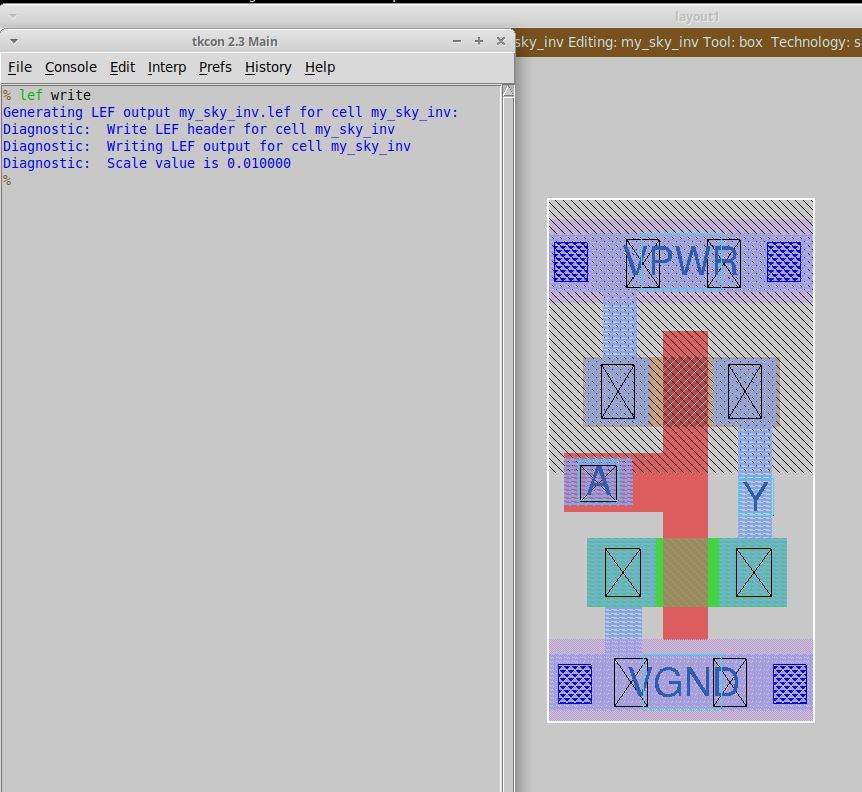 layout1
tkcon 2.3 Main
sky_inv Editing: my_sky_inv Tool: box Technology: s
File Console Edit Interp Prefs History Help
% lef write
Generating LEF output my_sky_inv.lef for cell my_sky_inv:
Diagnostic: Write LEF header for cell my_sky_inv
Diagnostic: Writing LEF output for cell my_sky_inv
Diagnostic: Scale value is 0.010000
%
VPWR
A
Y
VGND